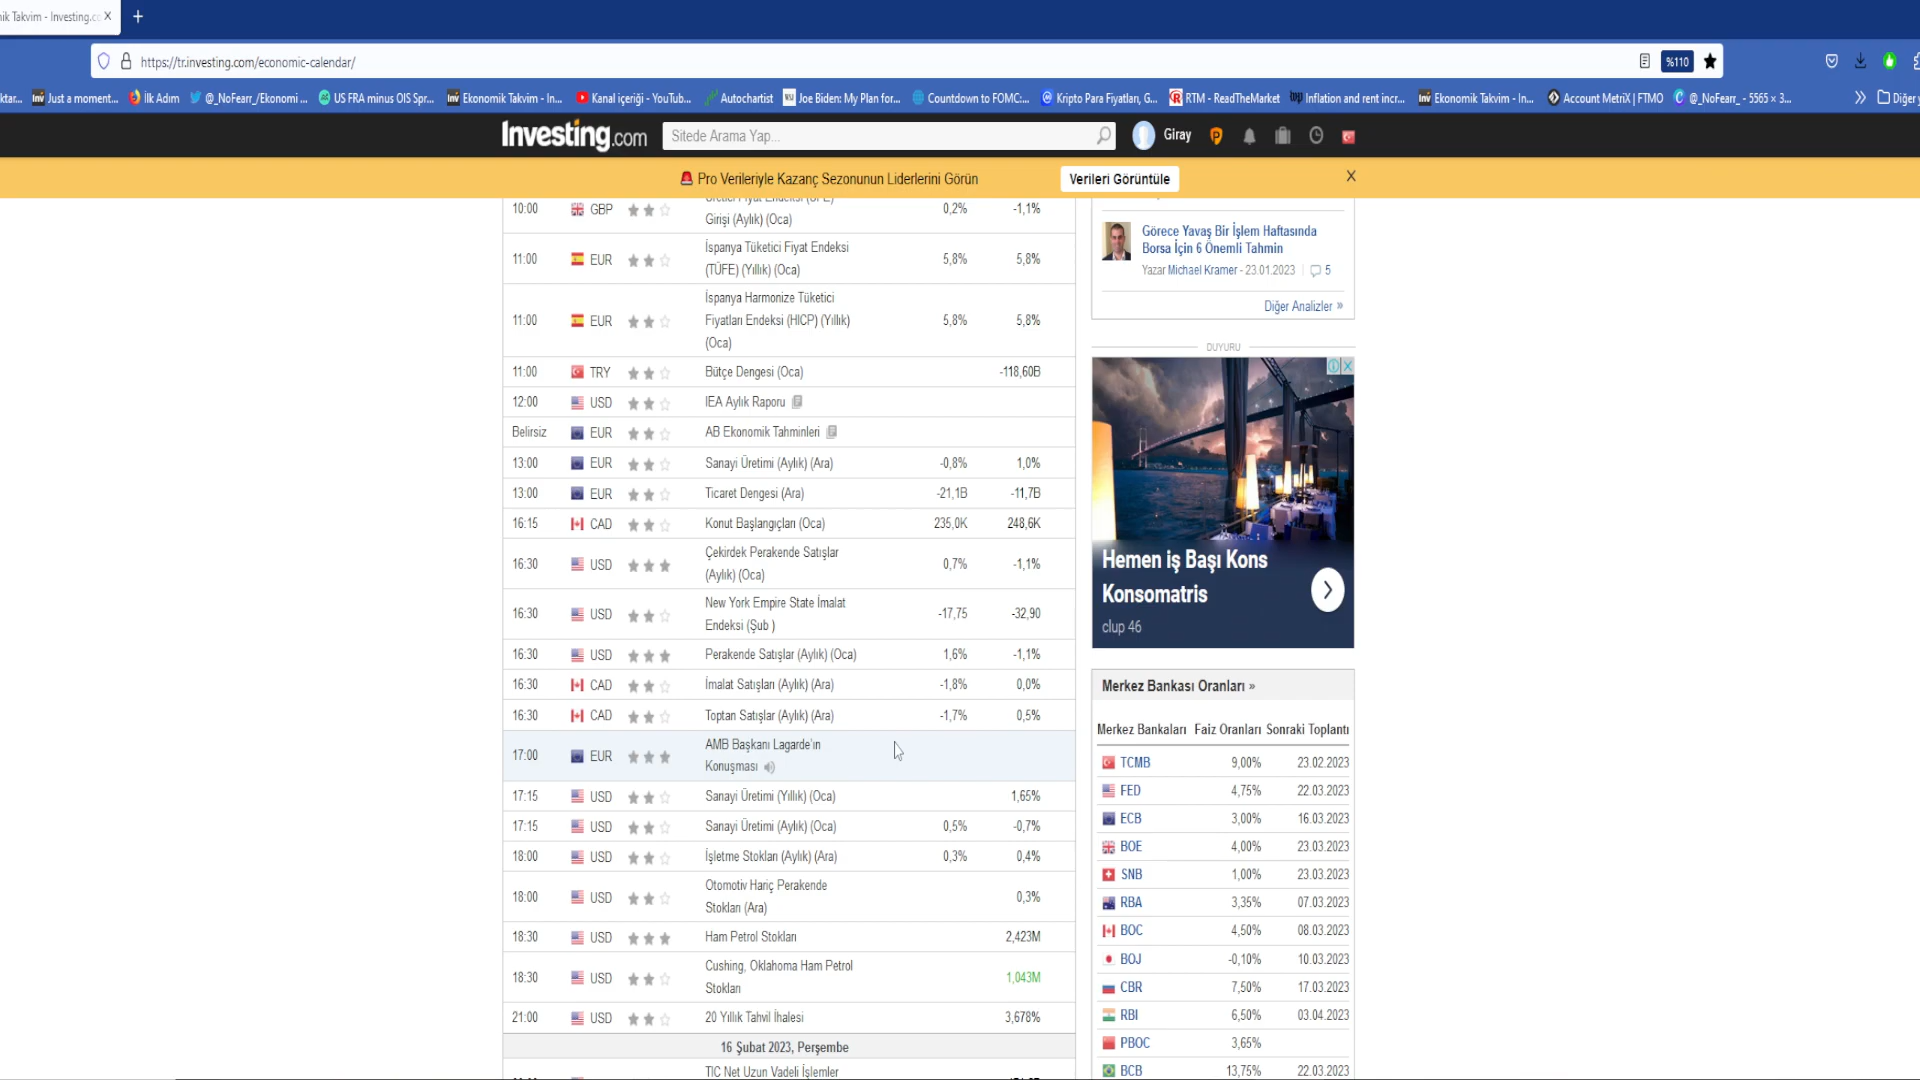 ik Takvim - Investing.co
https://tr.investing.com/economic-calendar/
%110
ktar...
Just a moment...
İlk Adım
@_NoFearr_/Ekonomi ...
US FRA minus OIS Spr...
Ekonomik Takvim - In...
Kanal içeriği - YouTub...
Autochartist
Joe Biden: My Plan for...
Countdown to FOMC:...
Kripto Para Fiyatları, G...
RTM - ReadTheMarket
Inflation and rent incr...
Ekonomik Takvim - In...
Account MetriX | FTMO
@_NoFearr_ - 5565 × 3...
Diğer y
Investing.com
Sitede Arama Yap...
Giray
Pro Verileriyle Kazanç Sezonunun Liderlerini Görün
Verileri Görüntüle
10:00 GBP Girişi (Aylık) (Oca) 0,2% -1,1%
11:00 EUR İspanya Tüketici Fiyat Endeksi
(TÜFE) (Yıllık) (Oca) 5,8% 5,8%
11:00 EUR İspanya Harmonize Tüketici
Fiyatları Endeksi (HICP) (Yıllık)
(Oca) 5,8% 5,8%
11:00 TRY Bütçe Dengesi (Oca) -118,60B
12:00 USD IEA Aylık Raporu
Belirsiz EUR AB Ekonomik Tahminleri
13:00 EUR Sanayi Üretimi (Aylık) (Ara) -0,8% 1,0%
13:00 EUR Ticaret Dengesi (Ara) -21,1B -11,7B
16:15 CAD Konut Başlangıçları (Oca) 235,0K 248,6K
16:30 USD Çekirdek Perakende Satışlar
(Aylık) (Oca) 0,7% -1,1%
16:30 USD New York Empire State İmalat
Endeksi (Şub ) -17,75 -32,90
16:30 USD Perakende Satışlar (Aylık) (Oca) 1,6% -1,1%
16:30 CAD İmalat Satışları (Aylık) (Ara) -1,8% 0,0%
16:30 CAD Toptan Satışlar (Aylık) (Ara) -1,7% 0,5%
17:00 EUR AMB Başkanı Lagarde'ın
Konuşması
17:15 USD Sanayi Üretimi (Yıllık) (Oca) 1,65%
17:15 USD Sanayi Üretimi (Aylık) (Oca) 0,5% -0,7%
18:00 USD İşletme Stokları (Aylık) (Ara) 0,3% 0,4%
18:00 USD Otomotiv Hariç Perakende
Stokları (Ara) 0,3%
18:30 USD Ham Petrol Stokları 2,423M
18:30 USD Cushing, Oklahoma Ham Petrol
Stokları 1,043M
21:00 USD 20 Yıllık Tahvil İhalesi 3,678%
16 Şubat 2023, Perşembe
TIC Net Uzun Vadeli İşlemler
Görece Yavaş Bir İşlem Haftasında
Borsa İçin 6 Önemli Tahmin
Yazar Michael Kramer - 23.01.2023 | 5
Diğer Analizler »
DUYURU
Hemen iş Başı Kons
Konsomatris
clup 46
Merkez Bankası Oranları »
Merkez Bankaları Faiz Oranları Sonraki Toplantı
TCMB 9,00% 23.02.2023
FED 4,75% 22.03.2023
ECB 3,00% 16.03.2023
BOE 4,00% 23.03.2023
SNB 1,00% 23.03.2023
RBA 3,35% 07.03.2023
BOC 4,50% 08.03.2023
BOJ -0,10% 10.03.2023
CBR 7,50% 17.03.2023
RBI 6,50% 03.04.2023
PBOC 3,65%
BCB 13,75% 22.03.2023